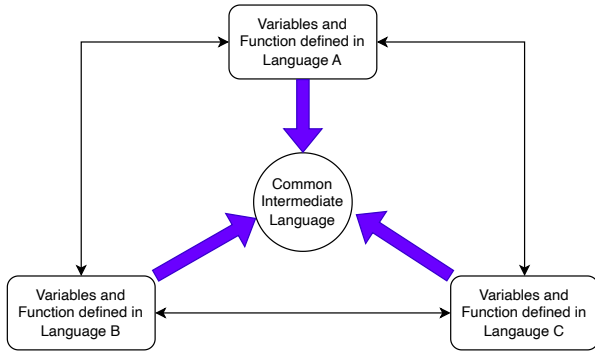 Variables and
Function defined in
Language A
Common
Intermediate
Language
Variables and
Function defined in
Language B
Variables and
Function defined in
Langauge C